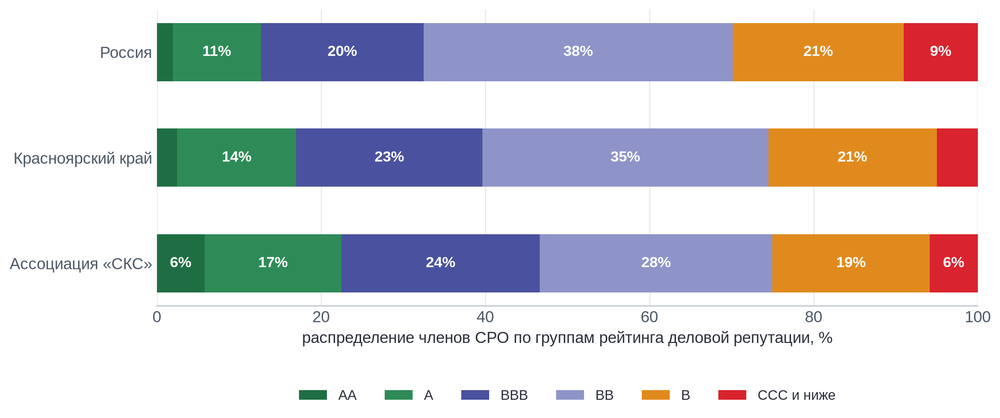 Россия 11% 20% 38% 21% 9%
Красноярский край 14% 23% 35% 21%
Ассоциация «СКС» 6% 17% 24% 28% 19% 6%
0 20 40 60 80 100
распределение членов СРО по группам рейтинга деловой репутации, %
AA A BBB BB B CCC и ниже